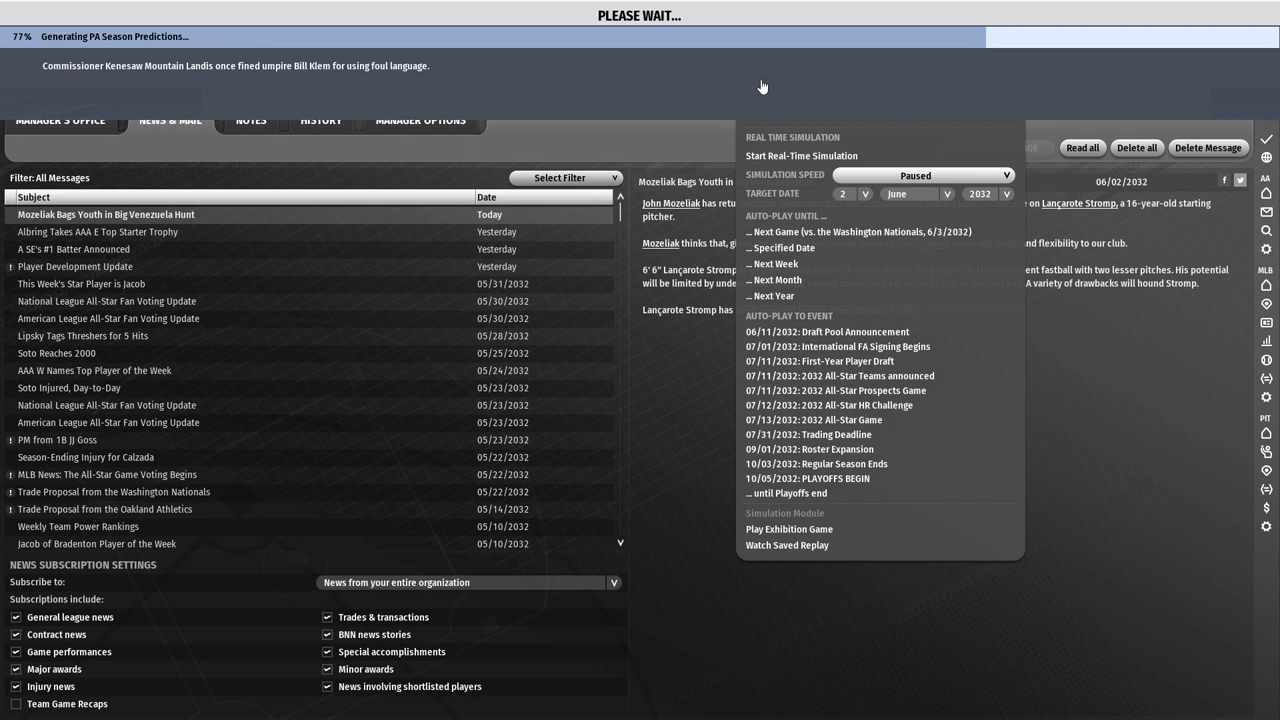 PLEASE WAIT...
77% Generating PA Season Predictions...
Commissioner Kenesaw Mountain Landis once fined umpire Bill Klem for using foul language.
MANAGER'S OFFICE NEWS & MAIL NOTES HISTORY MANAGER OPTIONS
Read all Delete all Delete Message
Filter: All Messages Select Filter
Subject Date
Mozeliak Bags Youth in Big Venezuela Hunt Today
Albring Takes AAA E Top Starter Trophy Yesterday
A SE's #1 Batter Announced Yesterday
! Player Development Update Yesterday
This Week's Star Player is Jacob 05/31/2032
National League All-Star Fan Voting Update 05/30/2032
American League All-Star Fan Voting Update 05/30/2032
Lipsky Tags Threshers for 5 Hits 05/28/2032
Soto Reaches 2000 05/25/2032
AAA W Names Top Player of the Week 05/24/2032
Soto Injured, Day-to-Day 05/23/2032
National League All-Star Fan Voting Update 05/23/2032
American League All-Star Fan Voting Update 05/23/2032
! PM from 1B JJ Goss 05/23/2032
Season-Ending Injury for Calzada 05/22/2032
! MLB News: The All-Star Game Voting Begins 05/22/2032
! Trade Proposal from the Washington Nationals 05/22/2032
! Trade Proposal from the Oakland Athletics 05/14/2032
Weekly Team Power Rankings 05/10/2032
Jacob of Bradenton Player of the Week 05/10/2032
NEWS SUBSCRIPTION SETTINGS
Subscribe to: News from your entire organization
Subscriptions include:
General league news Trades & transactions
Contract news BNN news stories
Game performances Special accomplishments
Major awards Minor awards
Injury news News involving shortlisted players
Team Game Recaps
Mozeliak Bags Youth in
06/02/2032
John Mozeliak has retu
on Lançarote Stromp, a 16-year-old starting
pitcher.
Mozeliak thinks that, gi
and flexibility to our club.
6' 6" Lançarote Stromp
ent fastball with two lesser pitches. His potential
will be limited by unde
A variety of drawbacks will hound Stromp.
Lançarote Stromp has
REAL TIME SIMULATION
Start Real-Time Simulation
SIMULATION SPEED Paused
TARGET DATE 2 June 2032
AUTO-PLAY UNTIL ...
... Next Game (vs. the Washington Nationals, 6/3/2032)
... Specified Date
... Next Week
... Next Month
... Next Year
AUTO-PLAY TO EVENT
06/11/2032: Draft Pool Announcement
07/01/2032: International FA Signing Begins
07/11/2032: First-Year Player Draft
07/11/2032: 2032 All-Star Teams announced
07/11/2032: 2032 All-Star Prospects Game
07/12/2032: 2032 All-Star HR Challenge
07/13/2032: 2032 All-Star Game
07/31/2032: Trading Deadline
09/01/2032: Roster Expansion
10/03/2032: Regular Season Ends
10/05/2032: PLAYOFFS BEGIN
... until Playoffs end
Simulation Module
Play Exhibition Game
Watch Saved Replay
AA
MLB
PIT